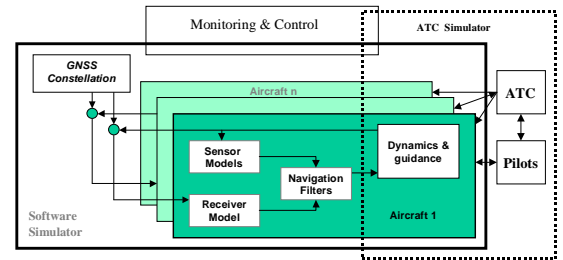 Monitoring & Control
ATC Simulator
GNSS
Constellation
Aircraft n
ATC
Sensor
Models
Dynamics &
guidance
Navigation
Filters
Pilots
Receiver
Model
Aircraft 1
Software
Simulator